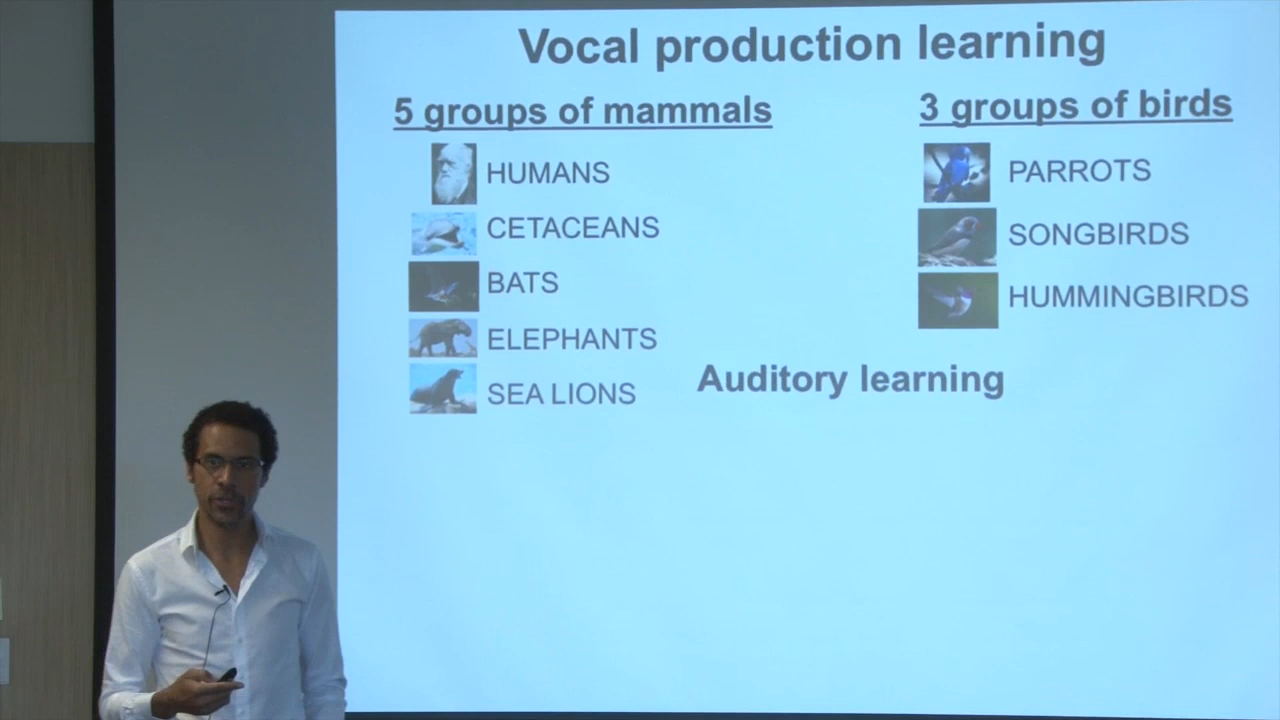 Vocal production learning
5 groups of mammals
HUMANS
CETACEANS
BATS
ELEPHANTS
SEA LIONS
3 groups of birds
PARROTS
SONGBIRDS
HUMMINGBIRDS
Auditory learning